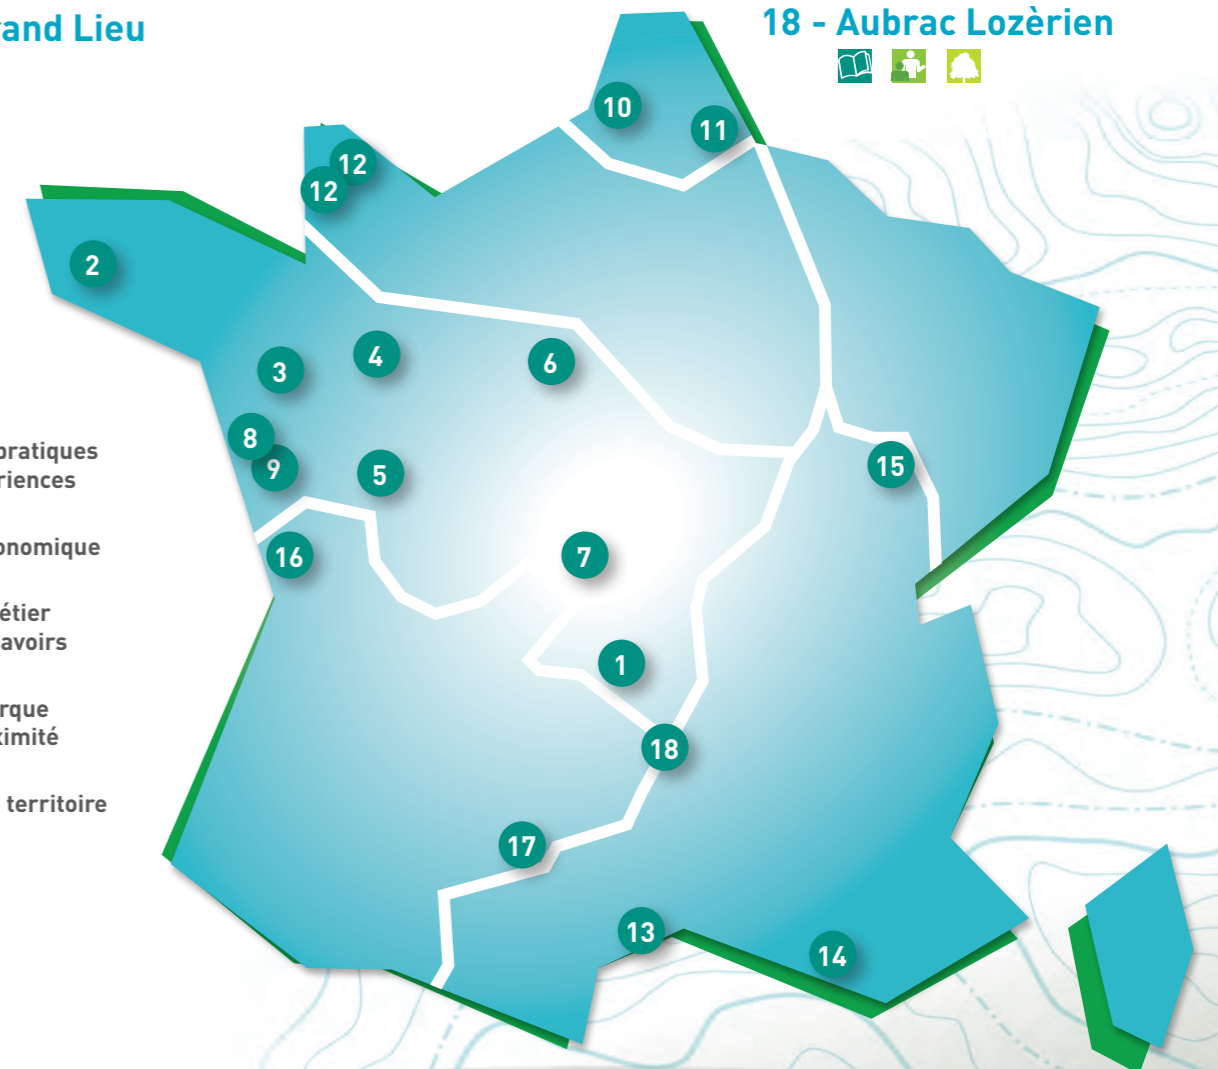 rand Lieu
18 - Aubrac Lozèrien
10
11
12
12
2
3
4
6
8
9
5
15
16
7
1
18
17
13
14
pratiques
riences
onomique
étier
avoirs
rque
ximité
territoire